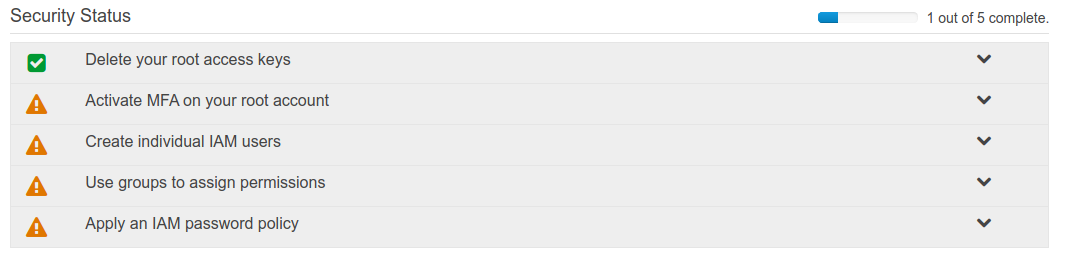 Security Status
1 out of 5 complete.
Delete your root access keys
Activate MFA on your root account
Create individual IAM users
Use groups to assign permissions
Apply an IAM password policy